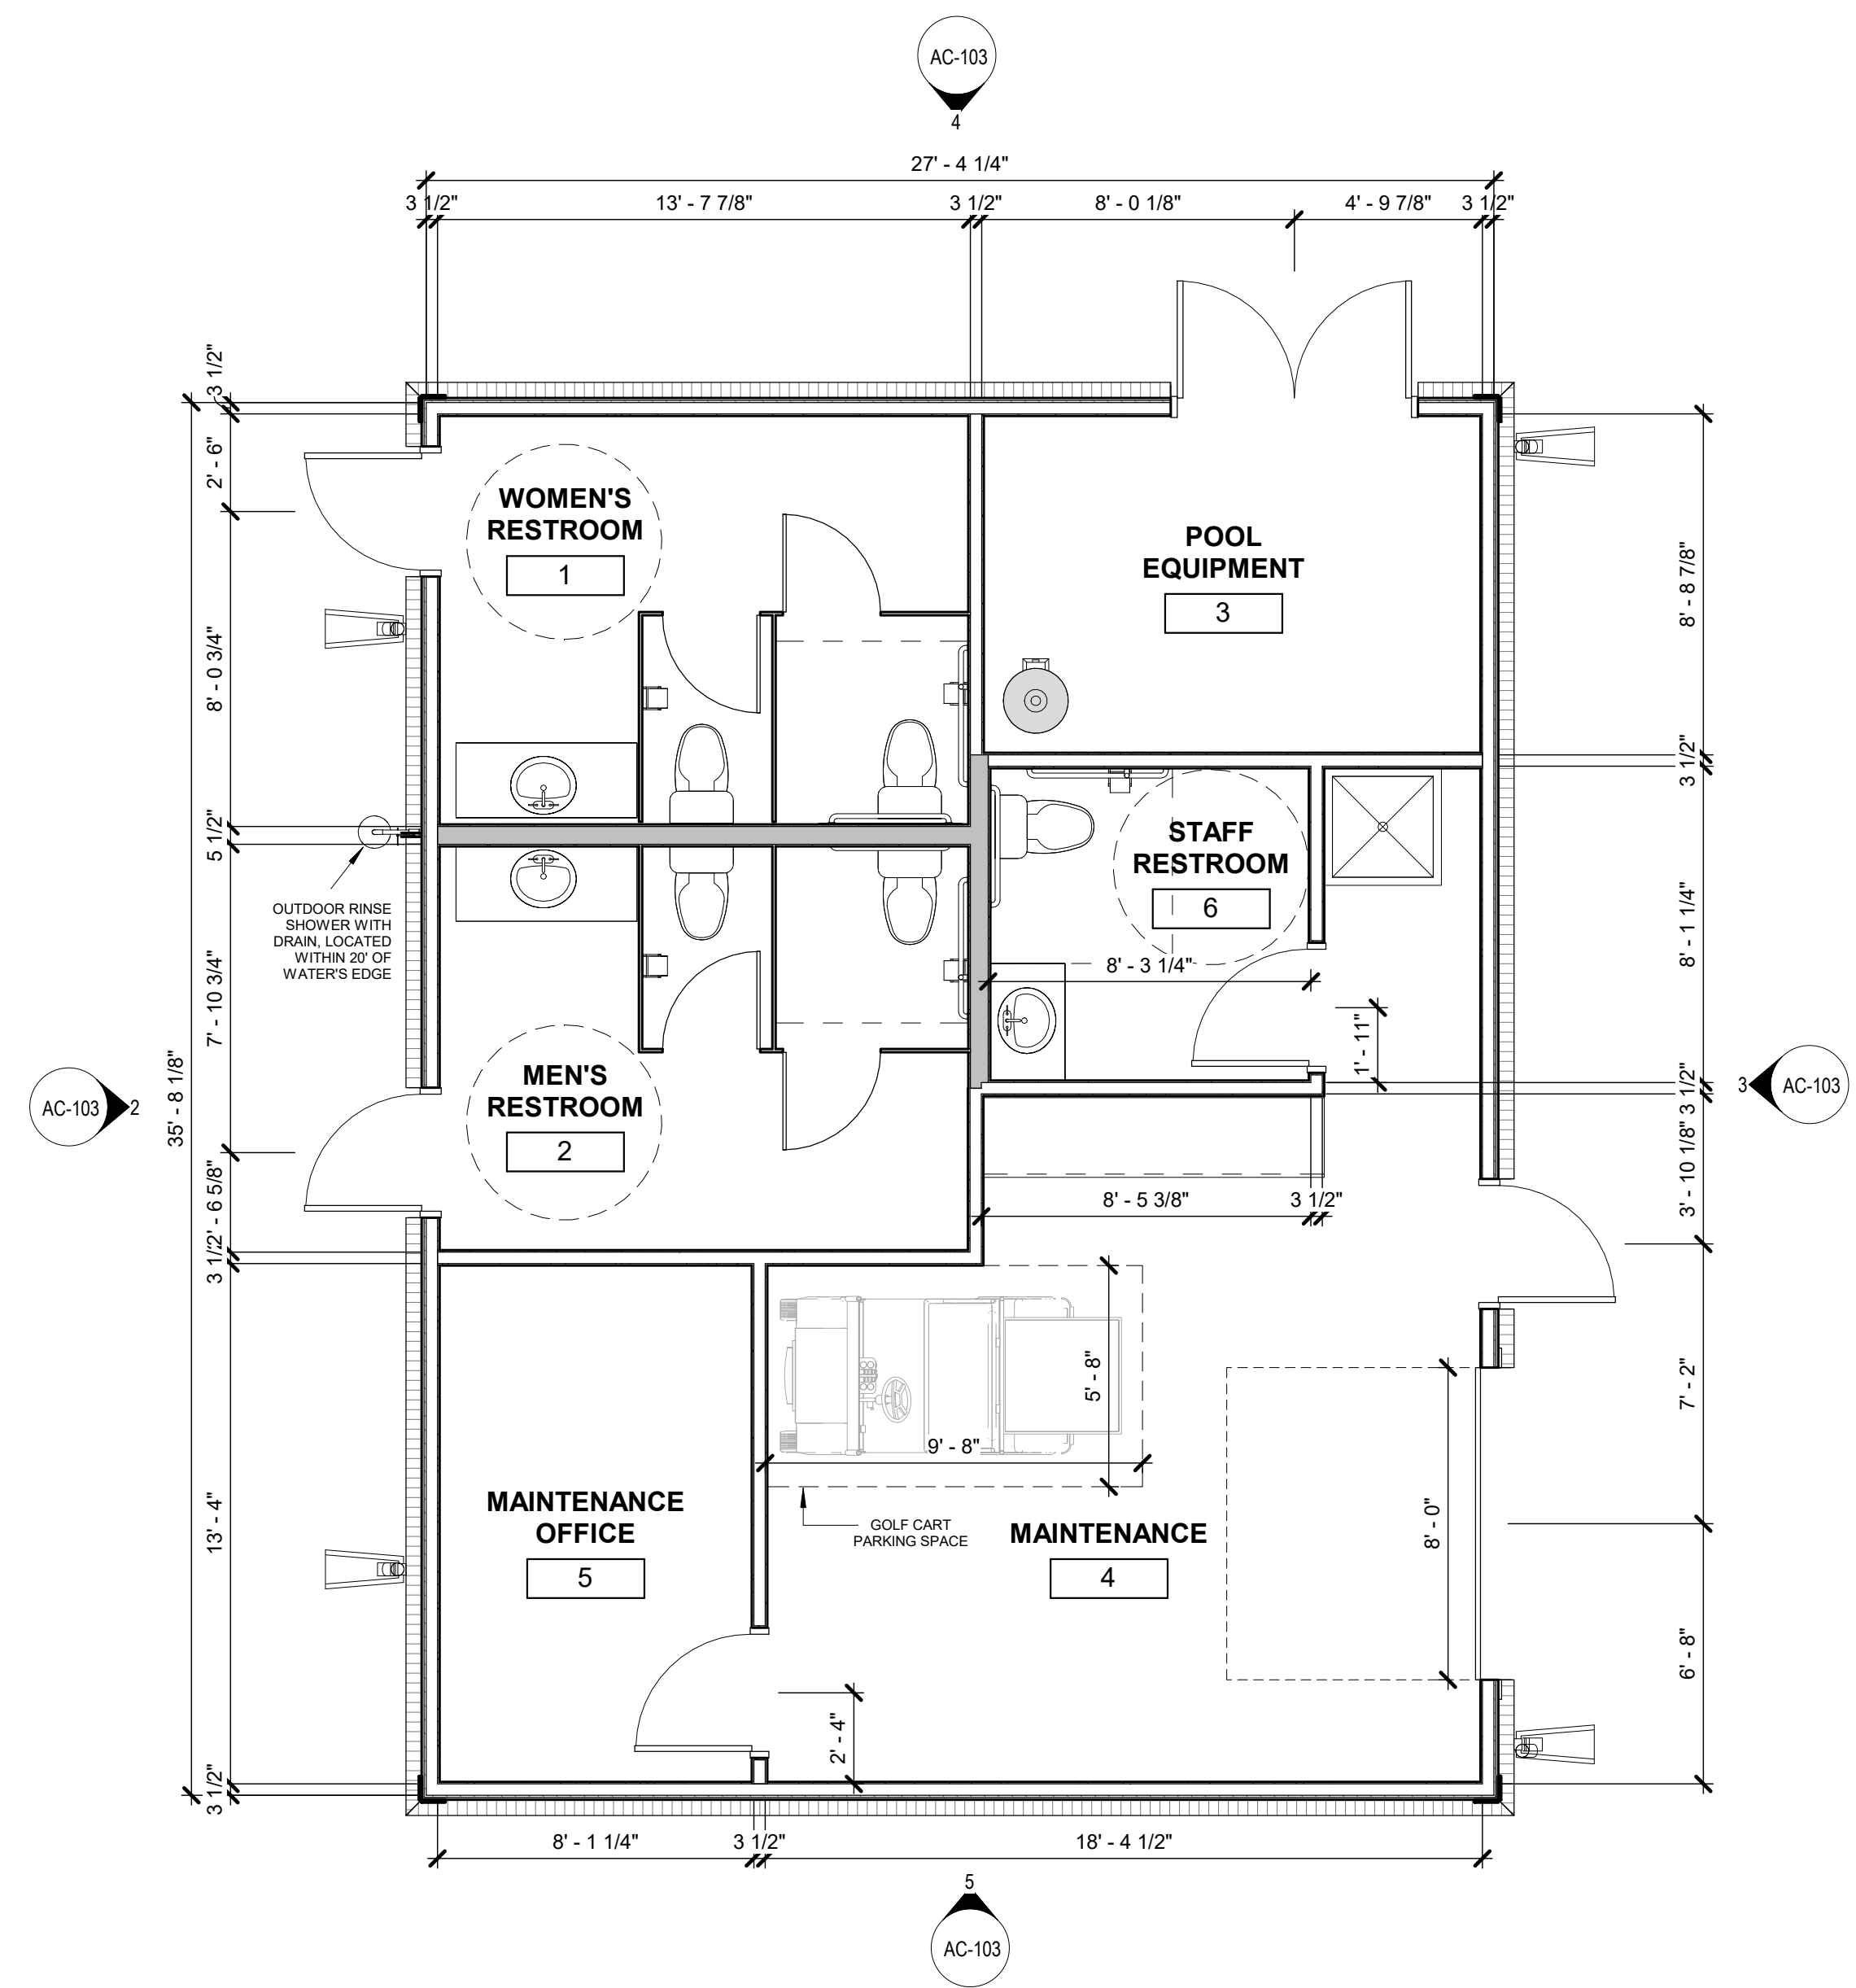 AC-103
4
27' - 4 1/4"
3 1/2"
13' - 7 7/8"
3 1/2"
8' - 0 1/8"
4' - 9 7/8"
3 1/2"
3 1/2"
2' - 6"
8' - 0 3/4"
5 1/2"
7' - 10 3/4"
35' - 8 1/8"
2' - 6 5/8"
3 1/2"
13' - 4"
3 1/2"
WOMEN'S
RESTROOM
1
POOL
EQUIPMENT
3
8' - 8 7/8"
3 1/2"
STAFF
RESTROOM
6
8' - 1 1/4"
OUTDOOR RINSE
SHOWER WITH
DRAIN, LOCATED
WITHIN 20' OF
WATER'S EDGE
8' - 3 1/4"
1' - 11"
MEN'S
RESTROOM
2
AC-103
2
3
AC-103
3 1/2"
3' - 10 1/8"
8' - 5 3/8"
3 1/2"
5' - 8"
9' - 8"
7' - 2"
MAINTENANCE
OFFICE
5
GOLF CART
PARKING SPACE
MAINTENANCE
4
8' - 0"
6' - 8"
2' - 4"
8' - 1 1/4"
3 1/2"
18' - 4 1/2"
5
AC-103